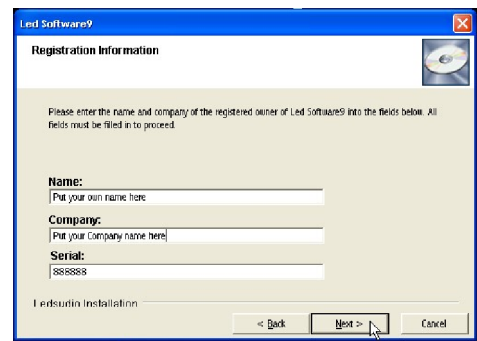 Led Software9
Registration Information
Please enter the name and company of the registered owner of Led Software9 into the fields below. All
fields must be filled in to proceed.
Name:
Put your own name here
Company:
Put your Company name here
Serial:
888888
Ledsudio Installation
< Back
Next >
Cancel